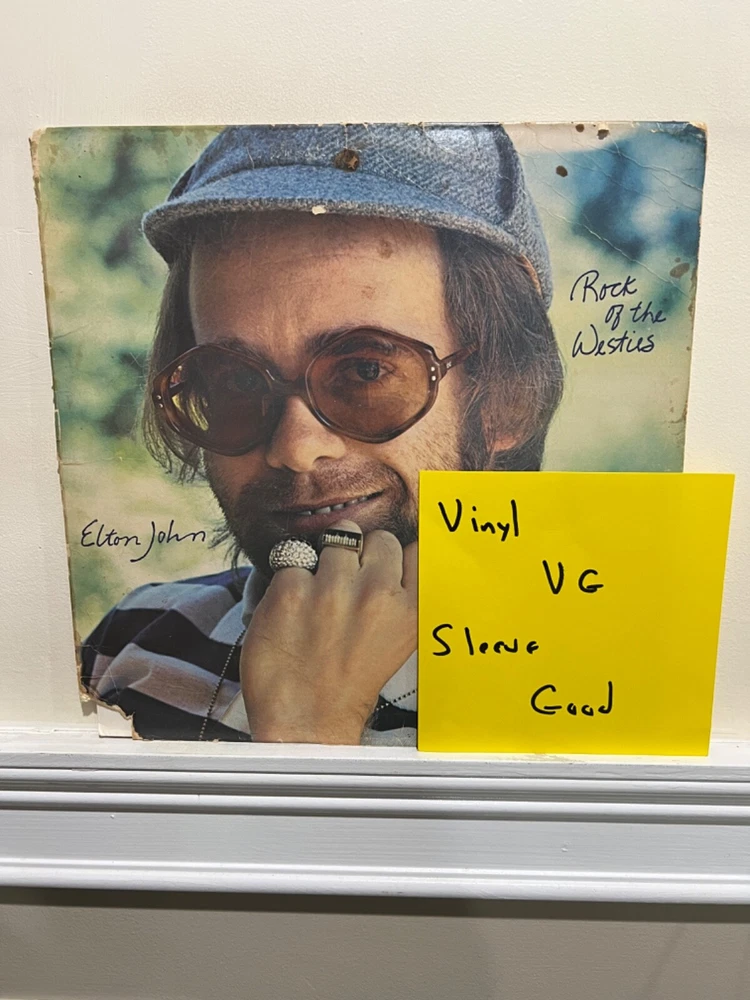 Rock
of the
Westies
Elton John
Vinyl
VG
Sleeve
Good